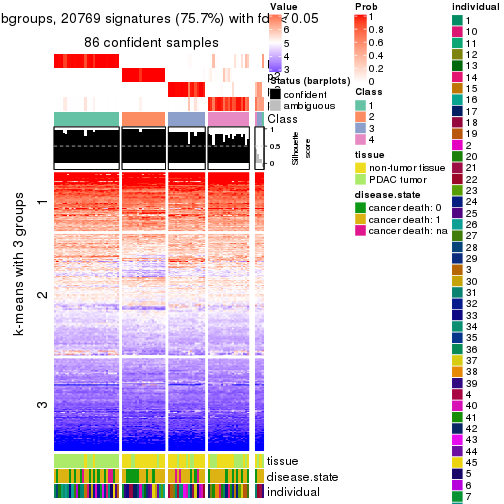 bgroups, 20769 signatures (75.7%) with fd 0.05
86 confident samples
Class
1
0.5
0
Silhouette
score
k-means with 3 groups
1
2
3
tissue
disease.state
individual
Value
7
6
5
4
3
Status (barplots)
confident
ambiguous
Prob
1
0.8
0.6
0.4
0.2
0
Class
1
2
3
4
tissue
non-tumor tissue
PDAC tumor
disease.state
cancer death: 0
cancer death: 1
cancer death: na
individual
1
10
11
12
13
14
15
16
17
18
19
2
20
21
22
23
24
25
26
27
28
29
3
30
31
32
33
34
35
36
37
38
39
4
40
41
42
43
44
45
5
6
7